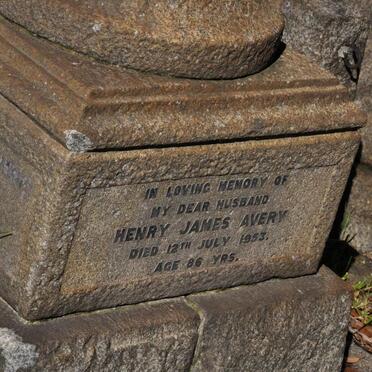 IN LOVING MEMORY OF
MY DEAR HUSBAND
HENRY JAMES AVERY
DIED 12TH JULY 1953.
AGE 86 YRS.